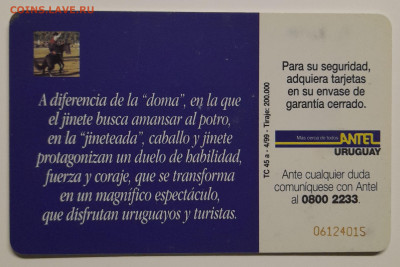 COINS.LAVE.RU
A diferencia de la "doma", en la que
el jinete busca amansar al potro,
en la "jineteada", caballo y jinete
protagonizan un duelo de habilidad,
fuerza y coraje, que se transforma
en un magnífico espectáculo,
que disfrutan uruguayos y turistas.
TC 45 a - 4/99 - Tiraje: 200.000
Para su seguridad,
adquiera tarjetas
en su envase de
garantía cerrado.
Más cerca de todos ANTEL
URUGUAY
Ante cualquier duda
comuníquese con Antel
al 0800 2233.
06124015